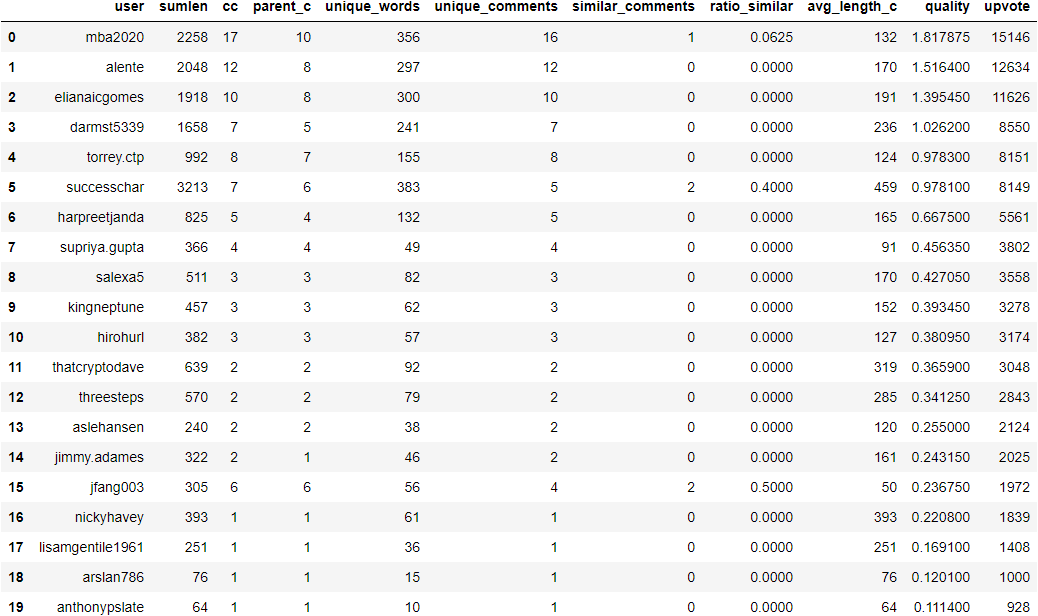 user sumlen cc parent_c unique_words unique_comments similar_comments ratio_similar avg_length_c quality upvote
0 mba2020 2258 17 10 356 16 1 0.0625 132 1.817875 15146
1 alente 2048 12 8 297 12 0 0.0000 170 1.516400 12634
2 elianaicgomes 1918 10 8 300 10 0 0.0000 191 1.395450 11626
3 darmst5339 1658 7 5 241 7 0 0.0000 236 1.026200 8550
4 torrey.ctp 992 8 7 155 8 0 0.0000 124 0.978300 8151
5 successchar 3213 7 6 383 5 2 0.4000 459 0.978100 8149
6 harpreetjanda 825 5 4 132 5 0 0.0000 165 0.667500 5561
7 supriya.gupta 366 4 4 49 4 0 0.0000 91 0.456350 3802
8 salexa5 511 3 3 82 3 0 0.0000 170 0.427050 3558
9 kingneptune 457 3 3 62 3 0 0.0000 152 0.393450 3278
10 hirohurl 382 3 3 57 3 0 0.0000 127 0.380950 3174
11 thatcryptodave 639 2 2 92 2 0 0.0000 319 0.365900 3048
12 threesteps 570 2 2 79 2 0 0.0000 285 0.341250 2843
13 aslehansen 240 2 2 38 2 0 0.0000 120 0.255000 2124
14 jimmy.adames 322 2 1 46 2 0 0.0000 161 0.243150 2025
15 jfang003 305 6 6 56 4 2 0.5000 50 0.236750 1972
16 nickyhavey 393 1 1 61 1 0 0.0000 393 0.220800 1839
17 lisamgentile1961 251 1 1 36 1 0 0.0000 251 0.169100 1408
18 arslan786 76 1 1 15 1 0 0.0000 76 0.120100 1000
19 anthonypslate 64 1 1 10 1 0 0.0000 64 0.111400 928